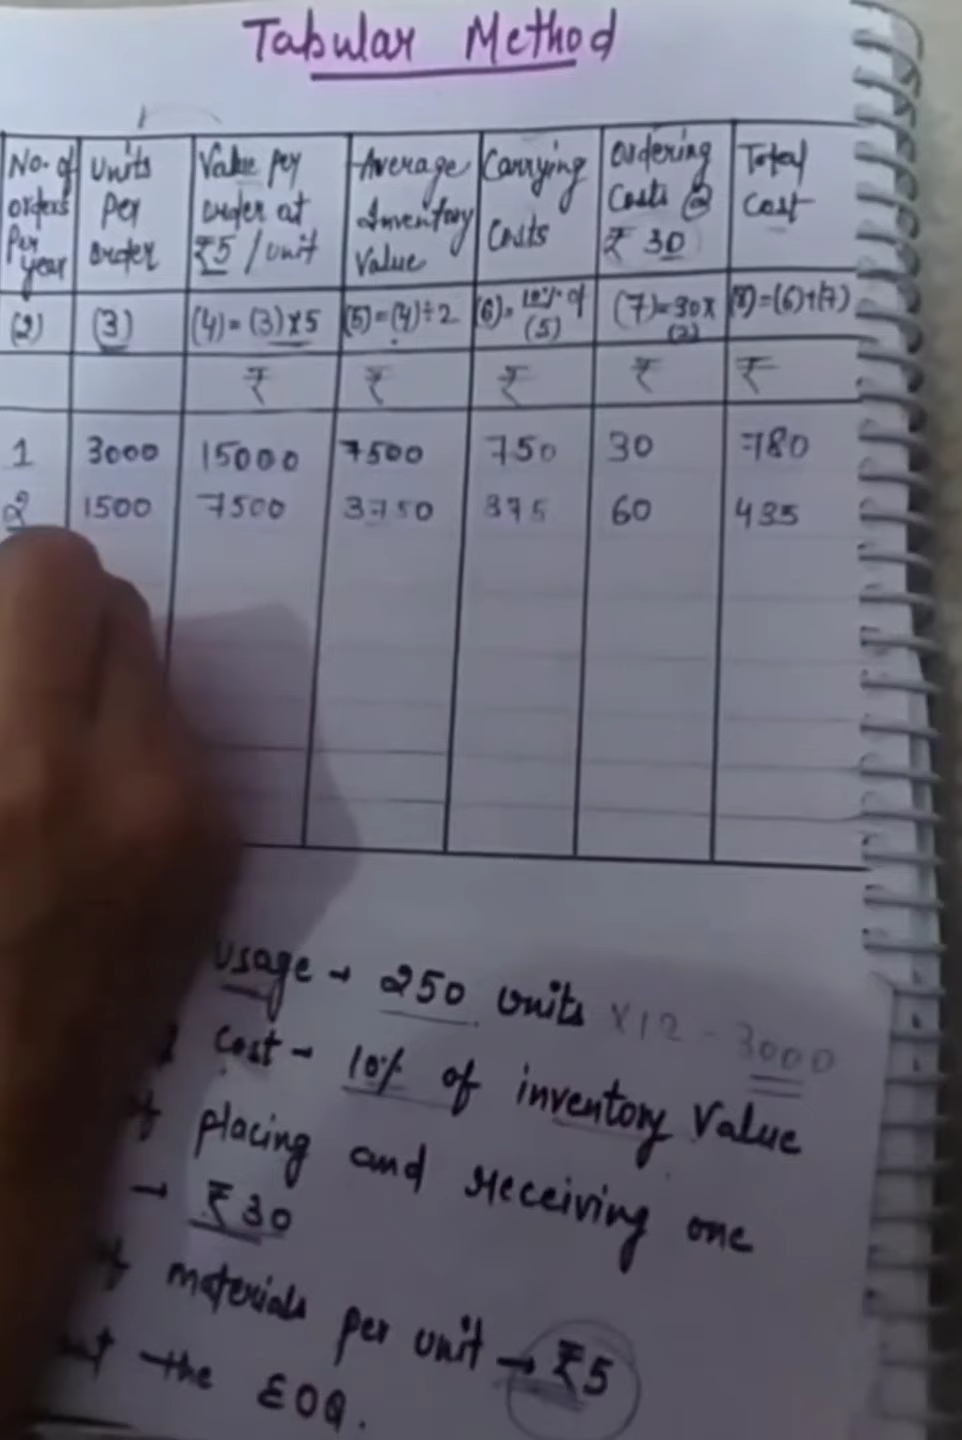 Tabular Method
No. of orders Per year | Units Per order | Value per order at ₹5 / unit | Average Inventory Value | Carrying Costs | Ordering Costs @ ₹ 30 | Total Cost
(2) | (3) | (4) = (3) x 5 | (5) = (4) ÷ 2 | (6) = 10% of (5) | (7) = 30 x (2) | (8) = (6) + (7)
₹ | ₹ | ₹ | ₹ | ₹
1 | 3000 | 15000 | 7500 | 750 | 30 | 780
2 | 1500 | 7500 | 3750 | 375 | 60 | 435
usage → 250 units x 12 - 3000
cost → 10% of inventory Value
placing and receiving one
→ ₹30
materials per unit → ₹5
the EOQ.